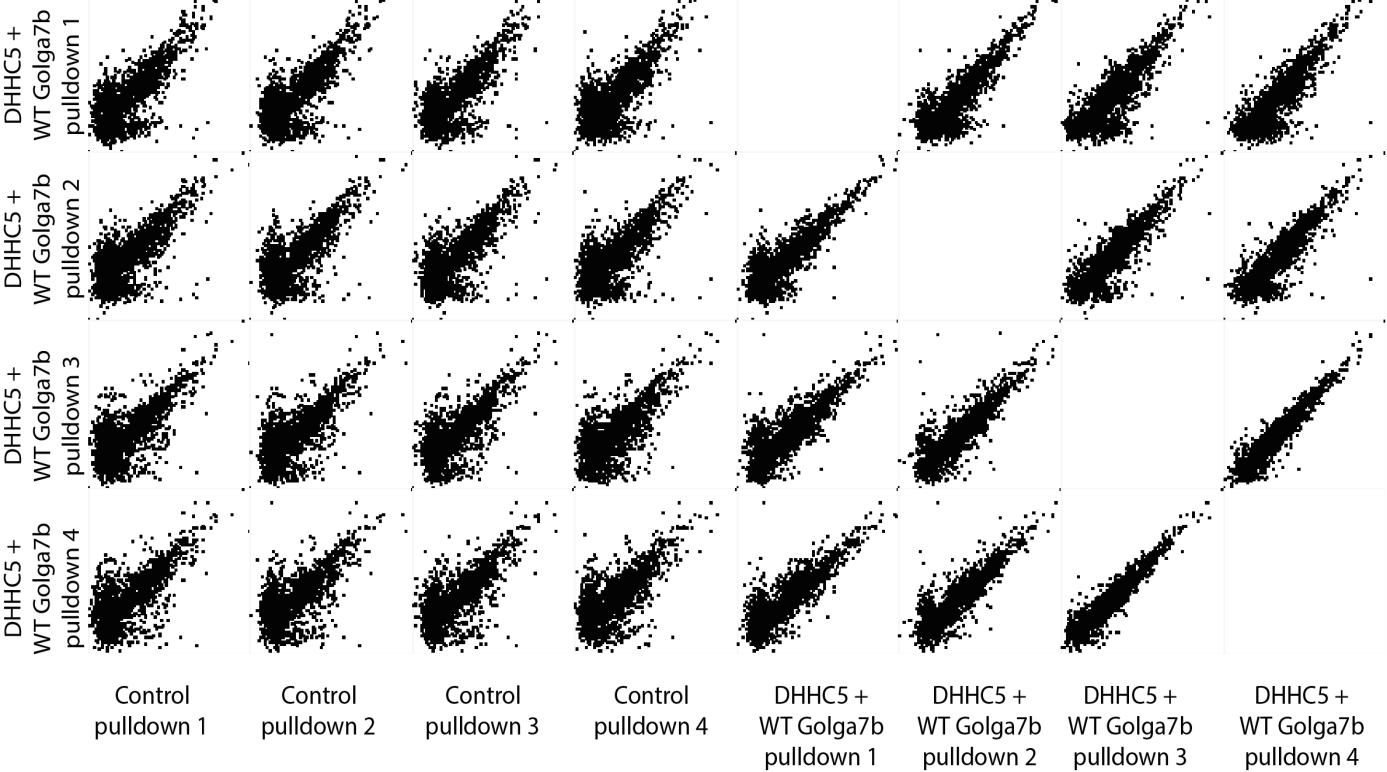 DHHC5 +
WT Golga7b
pulldown 1
DHHC5 +
WT Golga7b
pulldown 2
DHHC5 +
WT Golga7b
pulldown 3
DHHC5 +
WT Golga7b
pulldown 4
Control
pulldown 1
Control
pulldown 2
Control
pulldown 3
Control
pulldown 4
DHHC5 +
WT Golga7b
pulldown 1
DHHC5 +
WT Golga7b
pulldown 2
DHHC5 +
WT Golga7b
pulldown 3
DHHC5 +
WT Golga7b
pulldown 4